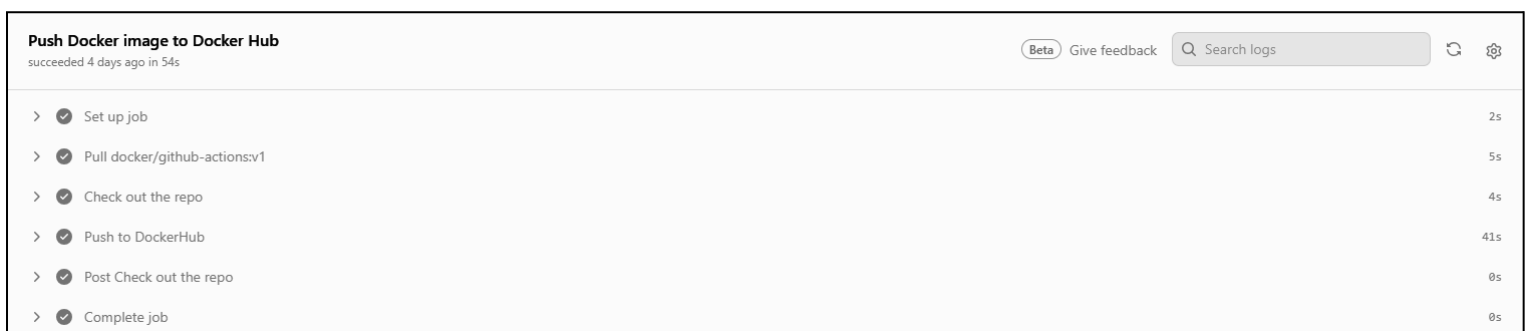 Push Docker image to Docker Hub
succeeded 4 days ago in 54s
Beta Give feedback
Search logs
Set up job 2s
Pull docker/github-actions:v1 5s
Check out the repo 4s
Push to DockerHub 41s
Post Check out the repo 0s
Complete job 0s